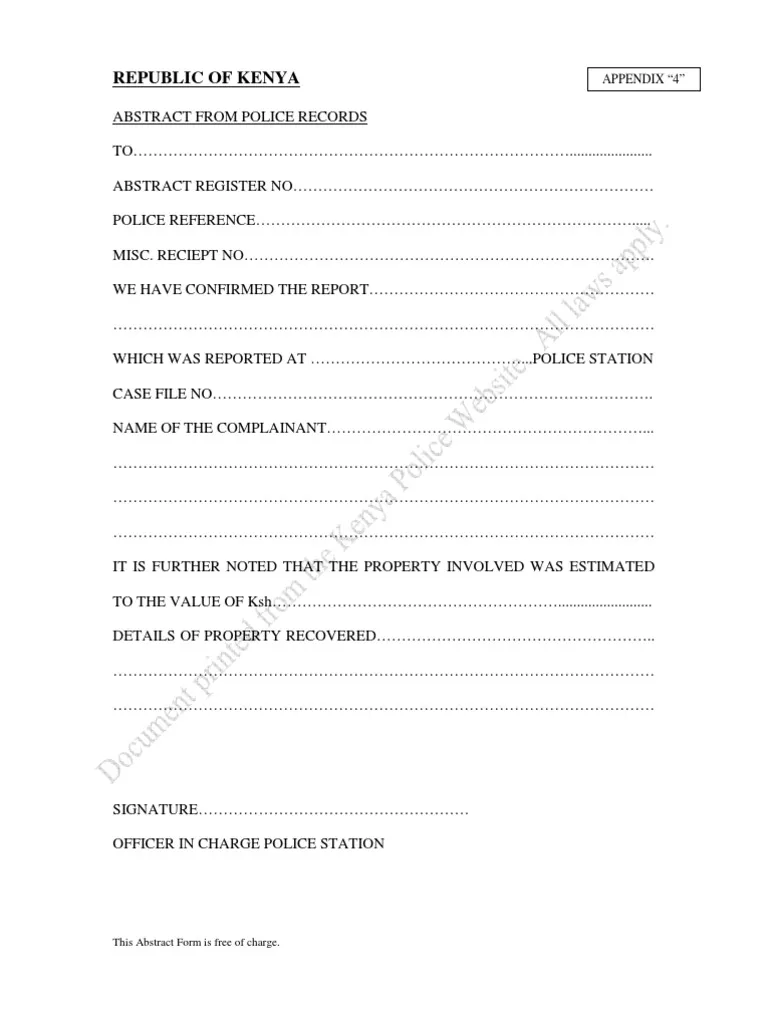 REPUBLIC OF KENYA
APPENDIX “4”
ABSTRACT FROM POLICE RECORDS
TO……………………………………………………………………………......................
ABSTRACT REGISTER NO………………………………………………………………
POLICE REFERENCE…………………………………………………………………....
MISC. RECIEPT NO……………………………………………………………………….
WE HAVE CONFIRMED THE REPORT…………………………………………………
………………………………………………………………………………………………
WHICH WAS REPORTED AT ……………………………………...POLICE STATION
CASE FILE NO…………………………………………………………………………….
NAME OF THE COMPLAINANT………………………………………………………...
………………………………………………………………………………………………
………………………………………………………………………………………………
………………………………………………………………………………………………
IT IS FURTHER NOTED THAT THE PROPERTY INVOLVED WAS ESTIMATED
TO THE VALUE OF Ksh………………………………………………….........................
DETAILS OF PROPERTY RECOVERED………………………………………………..
………………………………………………………………………………………………
………………………………………………………………………………………………
Document printed from the Kenya Police Website. All laws apply.
SIGNATURE………………………………………………
OFFICER IN CHARGE POLICE STATION
This Abstract Form is free of charge.